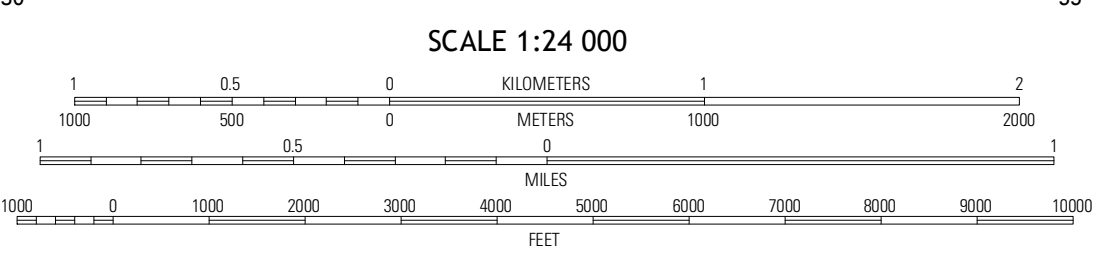 SCALE 1:24 000
1 0.5 0 KILOMETERS 1 2
1000 500 0 METERS 1000 2000
1 0.5 0 1
MILES
1000 0 1000 2000 3000 4000 5000 6000 7000 8000 9000 10000
FEET